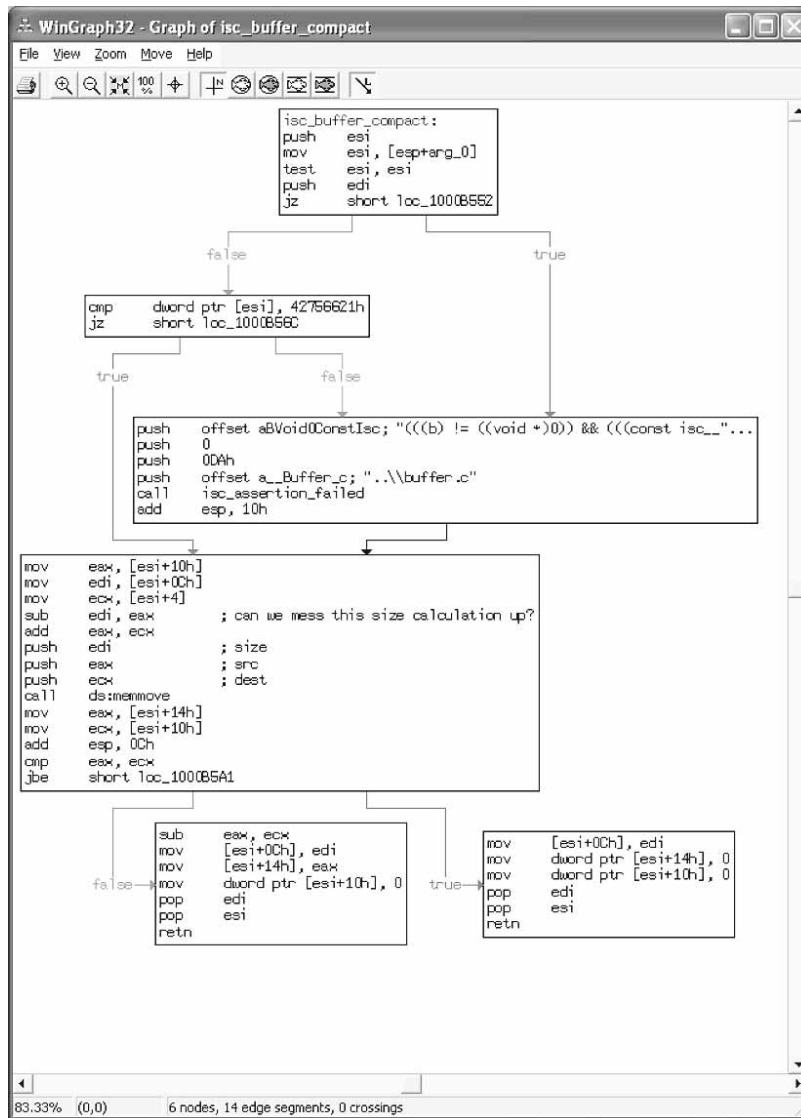 WinGraph32 - Graph of isc_buffer_compact
File View Zoom Move Help
100
%
N
isc_buffer_compact:
push esi
mov esi, [esp+arg_0]
test esi, esi
push edi
jz short loc_1000B552
false
true
cmp dword ptr [esi], 42756621h
jz short loc_1000B56C
true
false
push offset aBVoid0ConstIsc; "(((b) != ((void *)0)) && (((const isc__"...
push 0
push 0DAh
push offset a__Buffer_c; "..\\buffer.c"
call isc_assertion_failed
add esp, 10h
mov eax, [esi+10h]
mov edi, [esi+0Ch]
mov ecx, [esi+4]
sub edi, eax ; can we mess this size calculation up?
add eax, ecx
push edi ; size
push eax ; src
push ecx ; dest
call ds:memmove
mov eax, [esi+14h]
mov ecx, [esi+10h]
add esp, 0Ch
cmp eax, ecx
jbe short loc_1000B5A1
false
sub eax, ecx
mov [esi+0Ch], edi
mov [esi+14h], eax
mov dword ptr [esi+10h], 0
pop edi
pop esi
retn
true
mov [esi+0Ch], edi
mov dword ptr [esi+14h], 0
mov dword ptr [esi+10h], 0
pop edi
pop esi
retn
83.33% (0,0) 6 nodes, 14 edge segments, 0 crossings